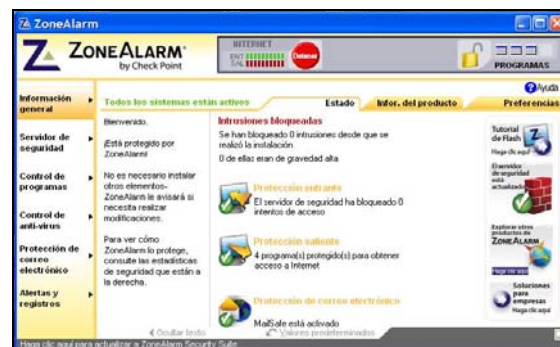 ZoneAlarm
ZONEALARM®
by Check Point
INTERNET
ENT
SAL
Detener
PROGRAMAS
Ayuda
Información general
Todos los sistemas están activos
Estado
Infor. del producto
Preferencias
Servidor de seguridad
Control de programas
Control de anti-virus
Protección de correo electrónico
Alertas y registros
Bienvenido.
¡Está protegido por
ZoneAlarm!
No es necesario instalar
otros elementos-
ZoneAlarm le avisará si
necesita realizar
modificaciones.
Para ver cómo
ZoneAlarm lo protege,
consulte las estadísticas
de seguridad que están a
la derecha.
Intrusiones bloqueadas
Se han bloqueado 0 intrusiones desde que se
realizó la instalación
0 de ellas eran de gravedad alta
Protección entrante
El servidor de seguridad ha bloqueado 0
intentos de acceso
Protección saliente
4 programa(s) protegido(s) para obtener
acceso a Internet
Protección de correo electrónico
MailSafe está activado
Tutorial
de Flash
Haga clic aquí
El servidor
de seguridad
está
actualizado
Explorar otros
productos de
ZONEALARM
Haga clic aquí
Soluciones
para
empresas
Haga clic aquí
Ocultar texto
Valores predeterminados
Haga clic aquí para actualizar a ZoneAlarm Security Suite